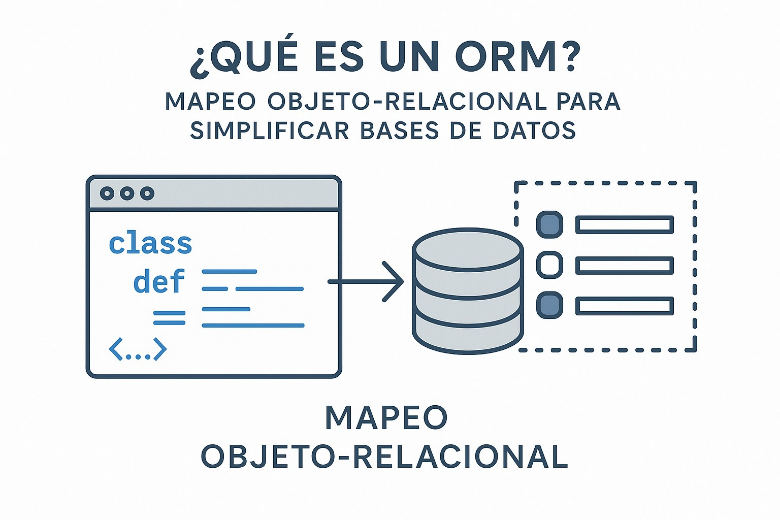 ¿QUÉ ES UN ORM?
MAPEO OBJETO-RELACIONAL PARA
SIMPLIFICAR BASES DE DATOS
class
def
=
<...>
MAPEO
OBJETO-RELACIONAL